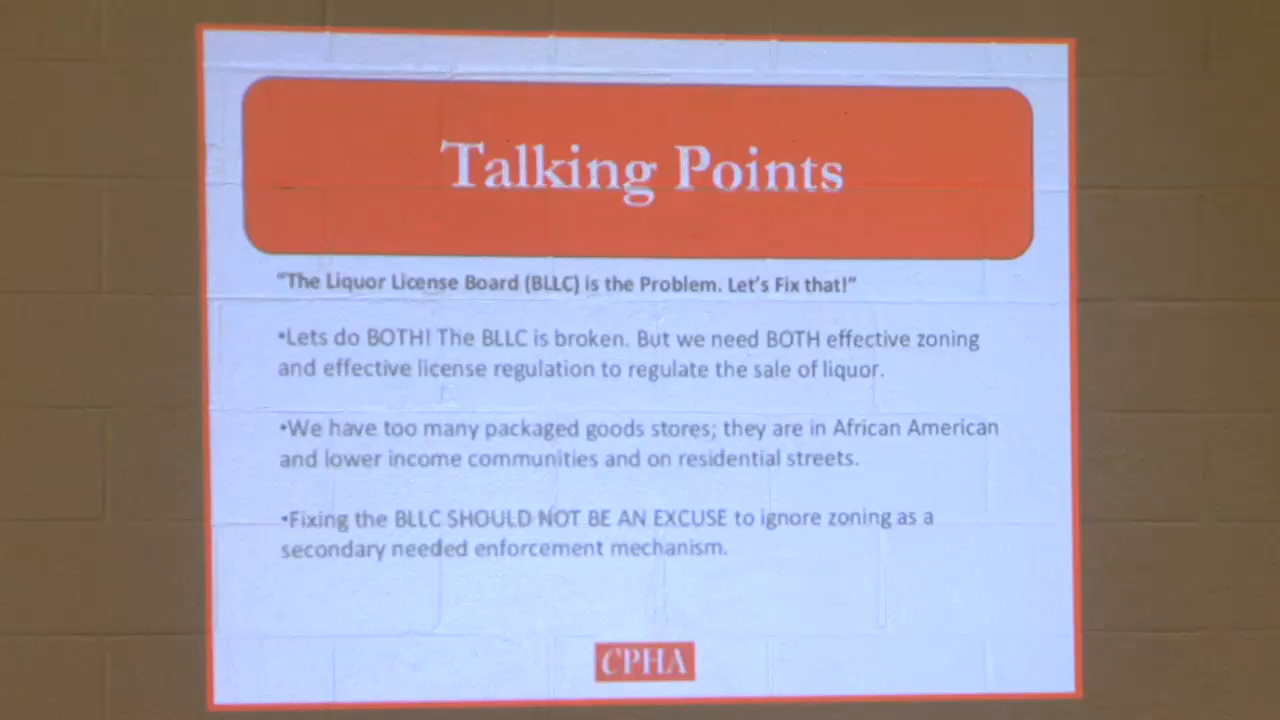 Talking Points
"The Liquor License Board (BLLC) is the Problem. Let's Fix that!"
•Lets do BOTH! The BLLC is broken. But we need BOTH effective zoning
and effective license regulation to regulate the sale of liquor.
•We have too many packaged goods stores; they are in African American
and lower income communities and on residential streets.
•Fixing the BLLC SHOULD NOT BE AN EXCUSE to ignore zoning as a
secondary needed enforcement mechanism.
CPHA